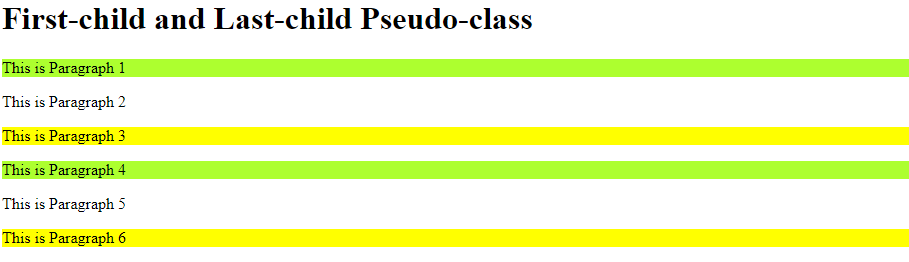 First-child and Last-child Pseudo-class
This is Paragraph 1
This is Paragraph 2
This is Paragraph 3
This is Paragraph 4
This is Paragraph 5
This is Paragraph 6